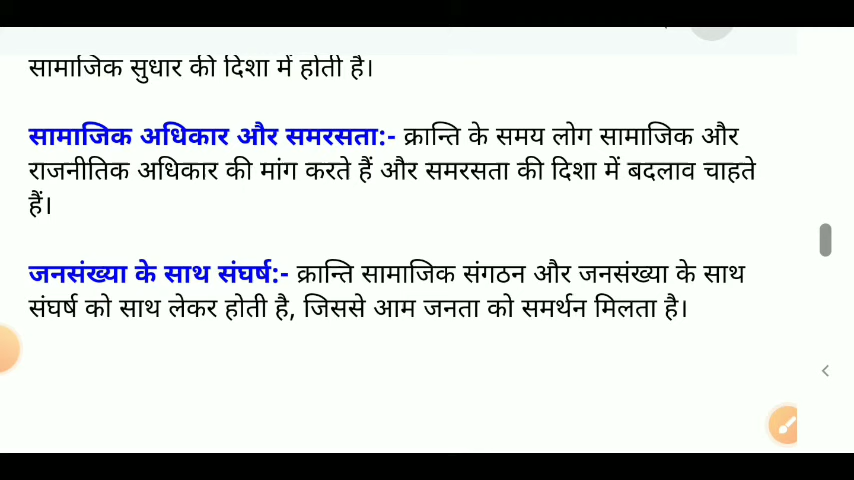 सामाजिक सुधार की दिशा में होती है।
सामाजिक अधिकार और समरसता:- क्रान्ति के समय लोग सामाजिक और
राजनीतिक अधिकार की मांग करते हैं और समरसता की दिशा में बदलाव चाहते
हैं।
जनसंख्या के साथ संघर्ष:- क्रान्ति सामाजिक संगठन और जनसंख्या के साथ
संघर्ष को साथ लेकर होती है, जिससे आम जनता को समर्थन मिलता है।